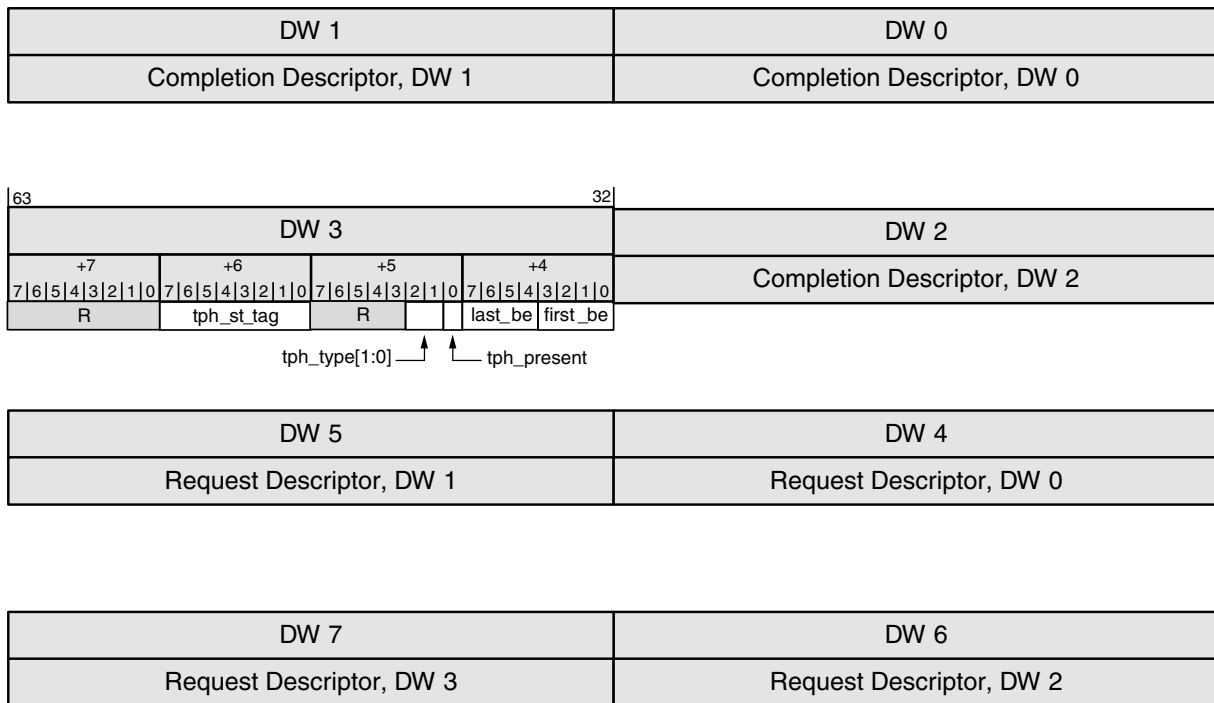 DW 1 DW 0
Completion Descriptor, DW 1 Completion Descriptor, DW 0
63 32
DW 3 DW 2
+7 +6 +5 +4
Completion Descriptor, DW 2
7 6 5 4 3 2 1 0 7 6 5 4 3 2 1 0 7 6 5 4 3 2 1 0 7 6 5 4 3 2 1 0
R tph_st_tag R last_be first_be
tph_type[1:0] tph_present
DW 5 DW 4
Request Descriptor, DW 1 Request Descriptor, DW 0
DW 7 DW 6
Request Descriptor, DW 3 Request Descriptor, DW 2